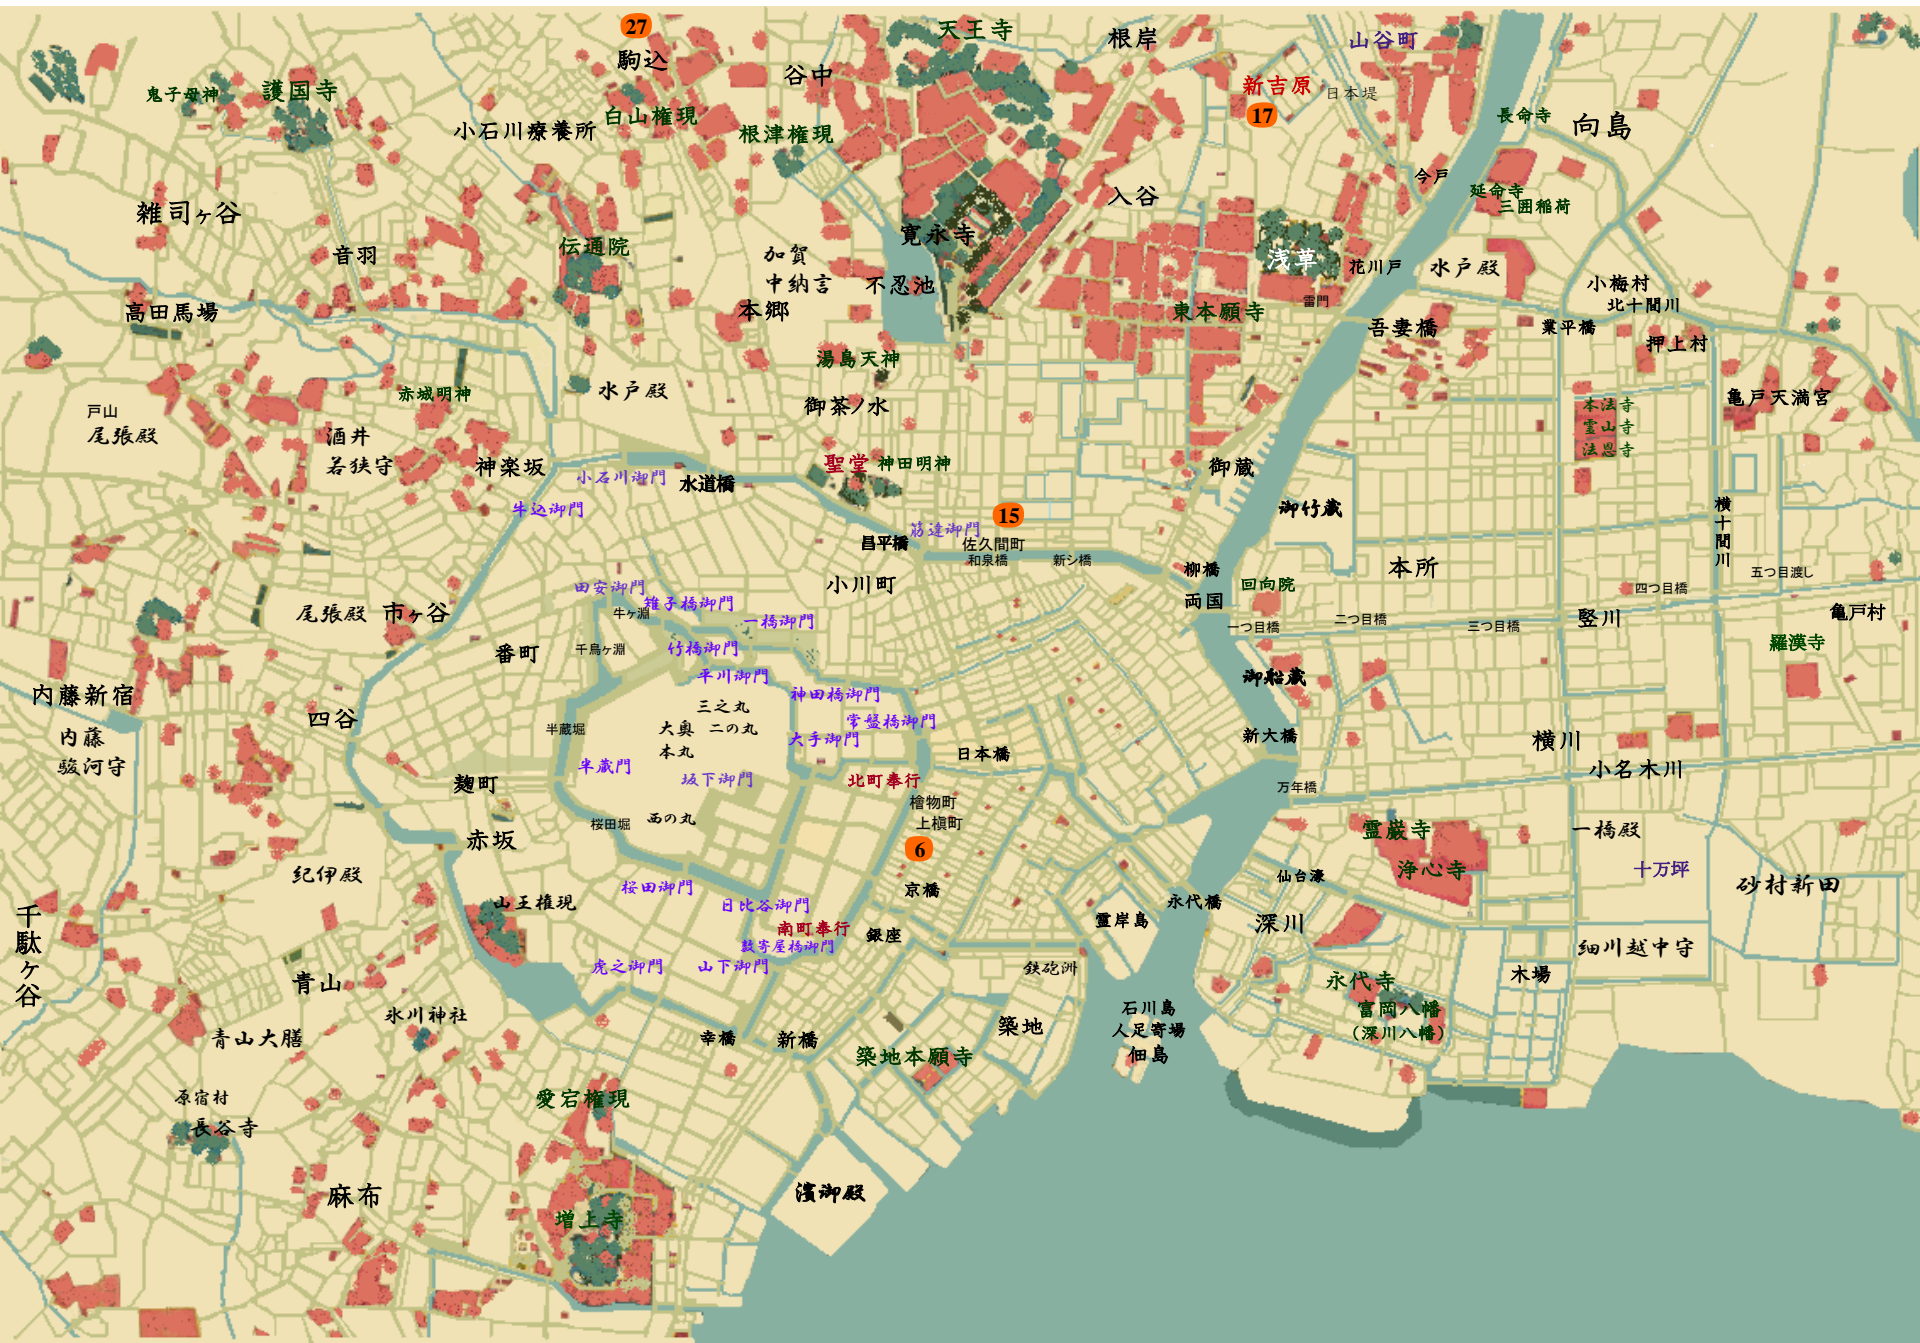 27
駒込
谷中
天王寺
根岸
新吉原
日本堤
17
山谷町
長命寺
向島
鬼子母神
護国寺
小石川療養所
白山権現
根津権現
今戸
延命寺
三囲稲荷
雑司ヶ谷
音羽
伝通院
加賀
中納言
本郷
寛永寺
不忍池
入谷
浅草
花川戸
雷門
東本願寺
水戸殿
吾妻橋
小梅村
北十間川
業平橋
押上村
高田馬場
赤城明神
水戸殿
湯島天神
御茶ノ水
戸山
尾張殿
酒井
若狭守
神楽坂
小石川御門
水道橋
聖堂
神田明神
牛込御門
御蔵
御竹蔵
本法寺
霊山寺
法恩寺
亀戸天満宮
横十間川
15
筋違御門
昌平橋
佐久間町
和泉橋
新シ橋
柳橋
両国
回向院
本所
一つ目橋
二つ目橋
三つ目橋
四つ目橋
五つ目渡し
竪川
亀戸村
羅漢寺
小川町
尾張殿
市ヶ谷
田安御門
牛ヶ淵
雉子橋御門
一橋御門
番町
千鳥ヶ淵
竹橋御門
平川御門
神田橋御門
常盤橋御門
大手御門
三之丸
大奥
二の丸
本丸
坂下御門
西の丸
半蔵堀
半蔵門
桜田堀
御船蔵
新大橋
内藤新宿
内藤
駿河守
四谷
麹町
赤坂
日本橋
北町奉行
檜物町
上槇町
6
京橋
万年橋
横川
小名木川
霊巌寺
浄心寺
一橋殿
十万坪
砂村新田
紀伊殿
山王権現
桜田御門
日比谷御門
南町奉行
数寄屋橋御門
銀座
虎之御門
山下御門
霊岸島
永代橋
仙台濠
深川
細川越中守
木場
千駄ヶ谷
青山
氷川神社
青山大膳
鉄砲洲
築地
石川島
人足寄場
佃島
永代寺
富岡八幡
(深川八幡)
幸橋
新橋
築地本願寺
原宿村
長谷寺
愛宕権現
麻布
増上寺
濱御殿